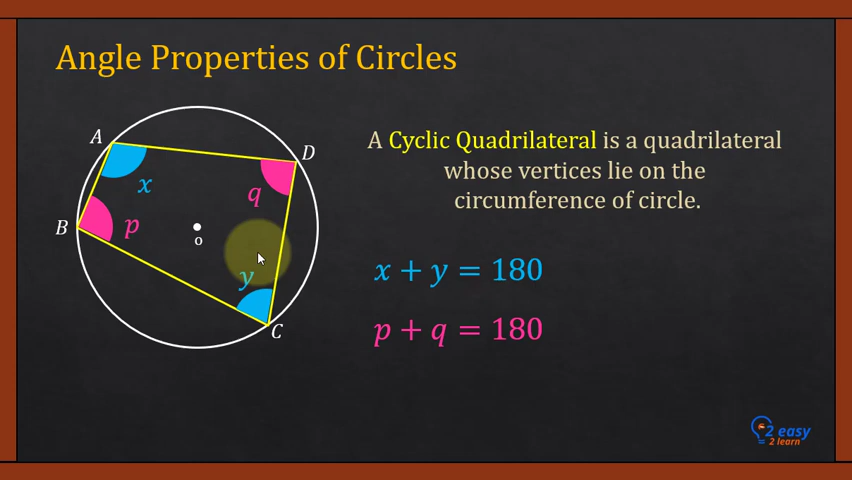 Angle Properties of Circles
A
D
x
q
B
p
o
y
C
A Cyclic Quadrilateral is a quadrilateral
whose vertices lie on the
circumference of circle.
x + y = 180
p + q = 180
2 easy
2 learn